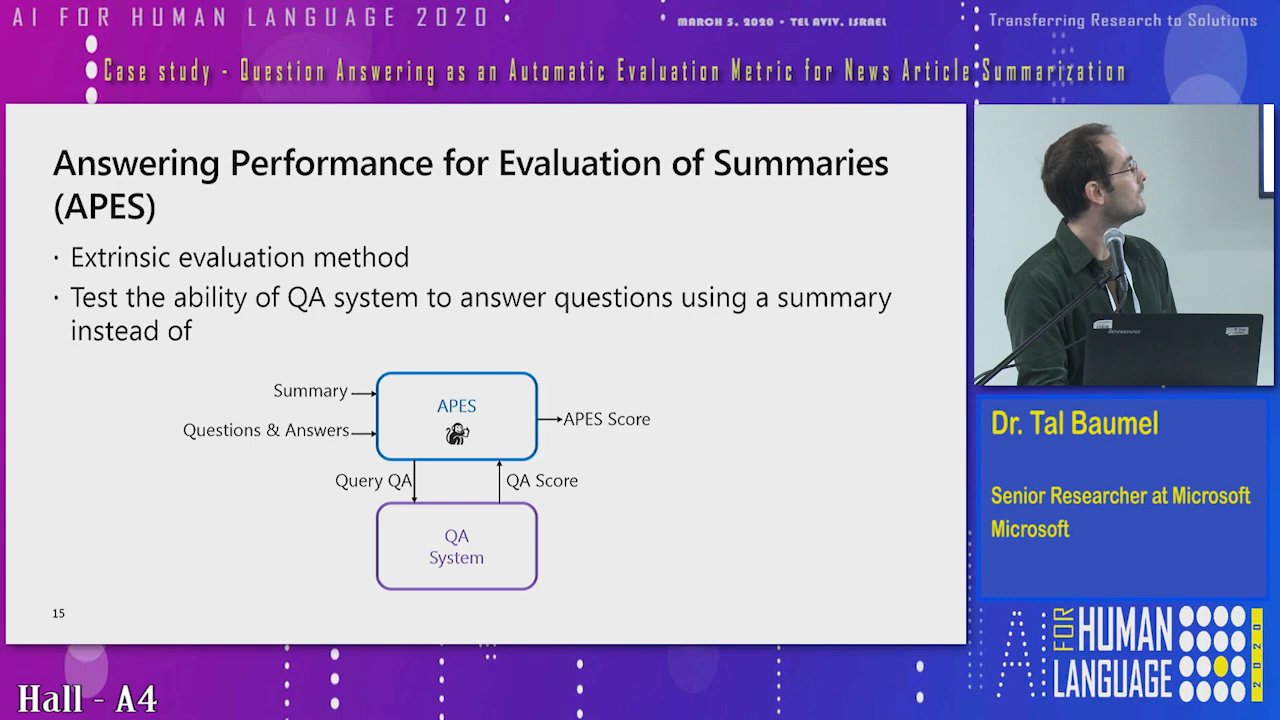 AI FOR HUMAN LANGUAGE 2020
MARCH 5, 2020 • TEL AVIV, ISRAEL
Transferring Research to Solutions
Case study - Question Answering as an Automatic Evaluation Metric for News Article Summarization
Answering Performance for Evaluation of Summaries
(APES)
· Extrinsic evaluation method
· Test the ability of QA system to answer questions using a summary
instead of
Summary
Questions & Answers
APES
APES Score
Query QA
QA Score
QA
System
15
lenovo
Dr. Tal Baumel
Senior Researcher at Microsoft
Microsoft
AI FOR HUMAN
LANGUAGE
2020
Hall - A4